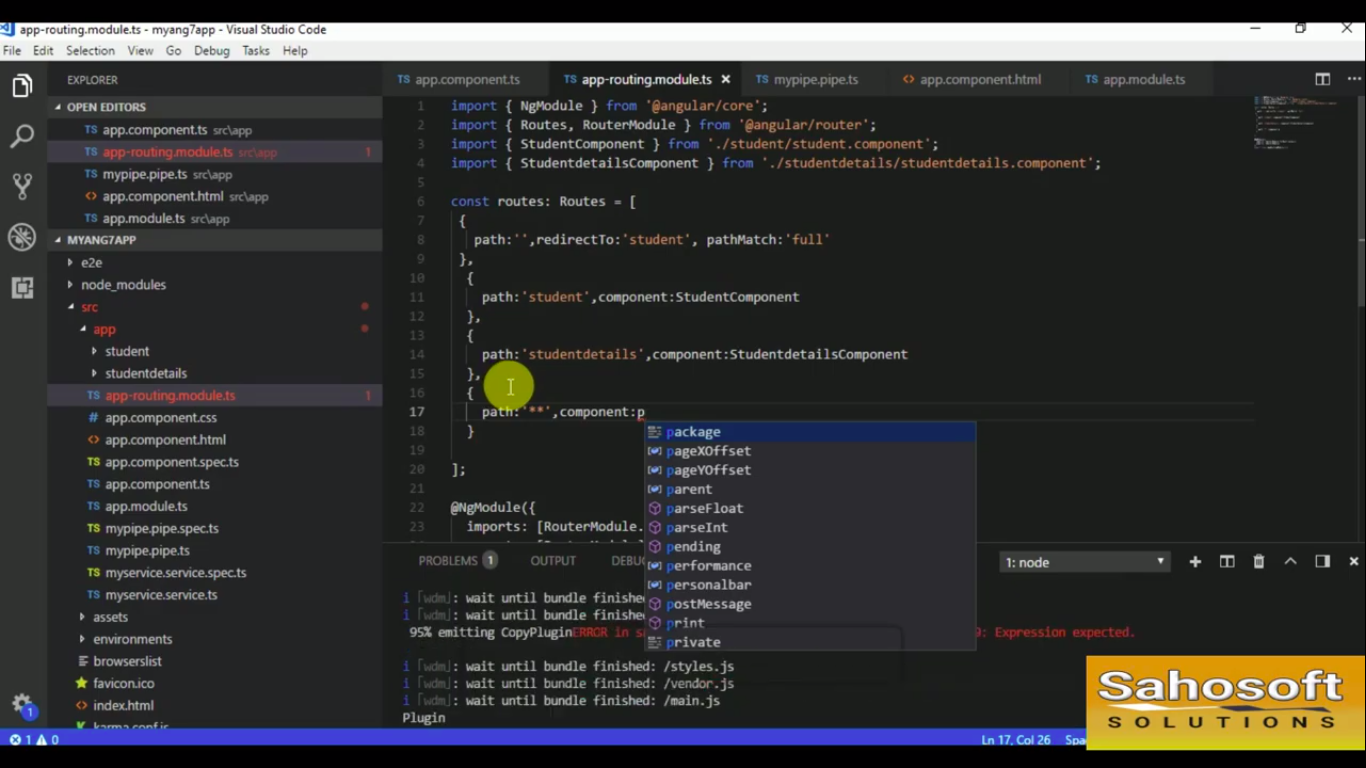 app-routing.module.ts - myang7app - Visual Studio Code
File Edit Selection View Go Debug Tasks Help
EXPLORER
OPEN EDITORS
TS app.component.ts src\app
TS app-routing.module.ts src\app 1
TS mypipe.pipe.ts src\app
<> app.component.html src\app
TS app.module.ts src\app
MYANG7APP
e2e
node_modules
src
app
student
studentdetails
TS app-routing.module.ts 1
# app.component.css
<> app.component.html
TS app.component.spec.ts
TS app.component.ts
TS app.module.ts
TS mypipe.pipe.spec.ts
TS mypipe.pipe.ts
TS myservice.service.spec.ts
TS myservice.service.ts
assets
environments
browserslist
favicon.ico
<> index.html
karma.conf.js
TS app.component.ts TS app-routing.module.ts × TS mypipe.pipe.ts <> app.component.html TS app.module.ts
1 import { NgModule } from '@angular/core';
2 import { Routes, RouterModule } from '@angular/router';
3 import { StudentComponent } from './student/student.component';
4 import { StudentdetailsComponent } from './studentdetails/studentdetails.component';
5
6 const routes: Routes = [
7 {
8 path:'',redirectTo:'student', pathMatch:'full'
9 },
10 {
11 path:'student',component:StudentComponent
12 },
13 {
14 path:'studentdetails',component:StudentdetailsComponent
15 },
16 {
17 path:'**',component:p
18 }
19
20 ];
21
22 @NgModule({
23 imports: [RouterModule.
package
pageXOffset
pageYOffset
parent
parseFloat
parseInt
pending
performance
personalbar
postMessage
print
private
PROBLEMS 1 OUTPUT DEBU 1: node
i ｢wdm｣: wait until bundle finished
i ｢wdm｣: wait until bundle finished
95% emitting CopyPluginERROR in s : Expression expected.
i ｢wdm｣: wait until bundle finished: /styles.js
i ｢wdm｣: wait until bundle finished: /vendor.js
i ｢wdm｣: wait until bundle finished: /main.js
Plugin
1
1 0 Ln 17, Col 26 Spa
Sahosoft
SOLUTIONS